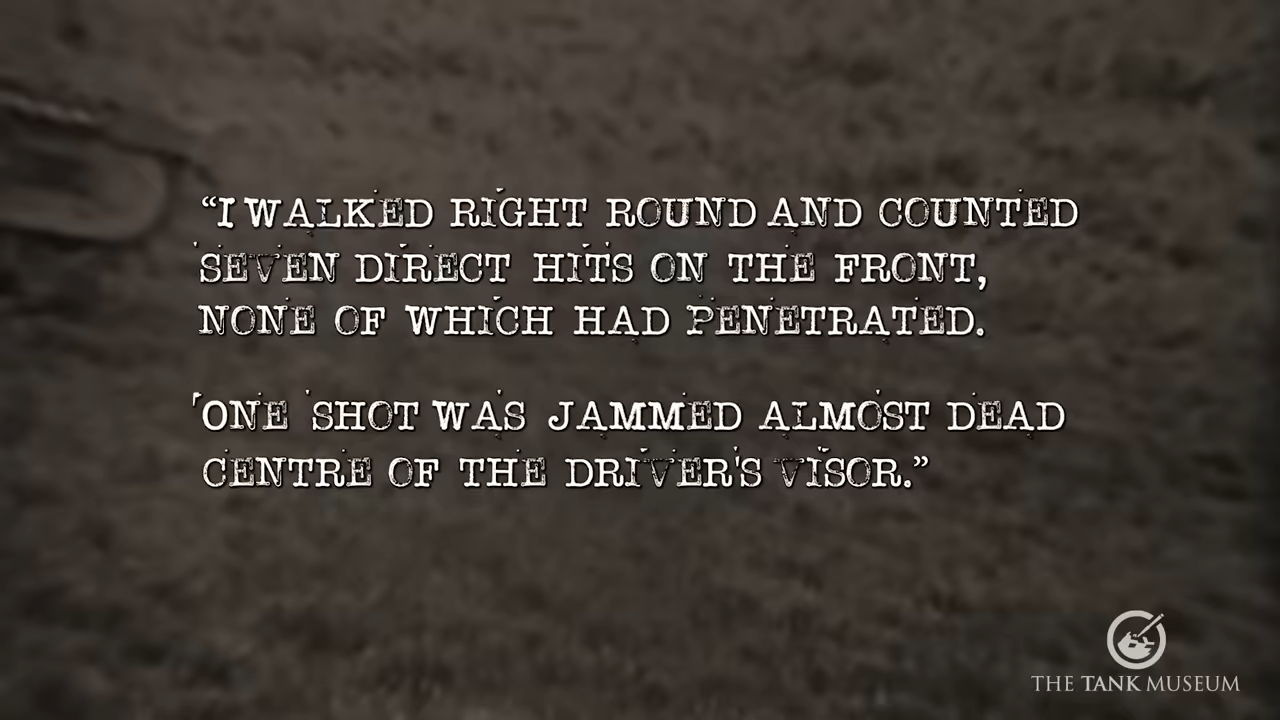 “I WALKED RIGHT ROUND AND COUNTED
SEVEN DIRECT HITS ON THE FRONT,
NONE OF WHICH HAD PENETRATED.
ONE SHOT WAS JAMMED ALMOST DEAD
CENTRE OF THE DRIVER'S VISOR.”
THE TANK MUSEUM